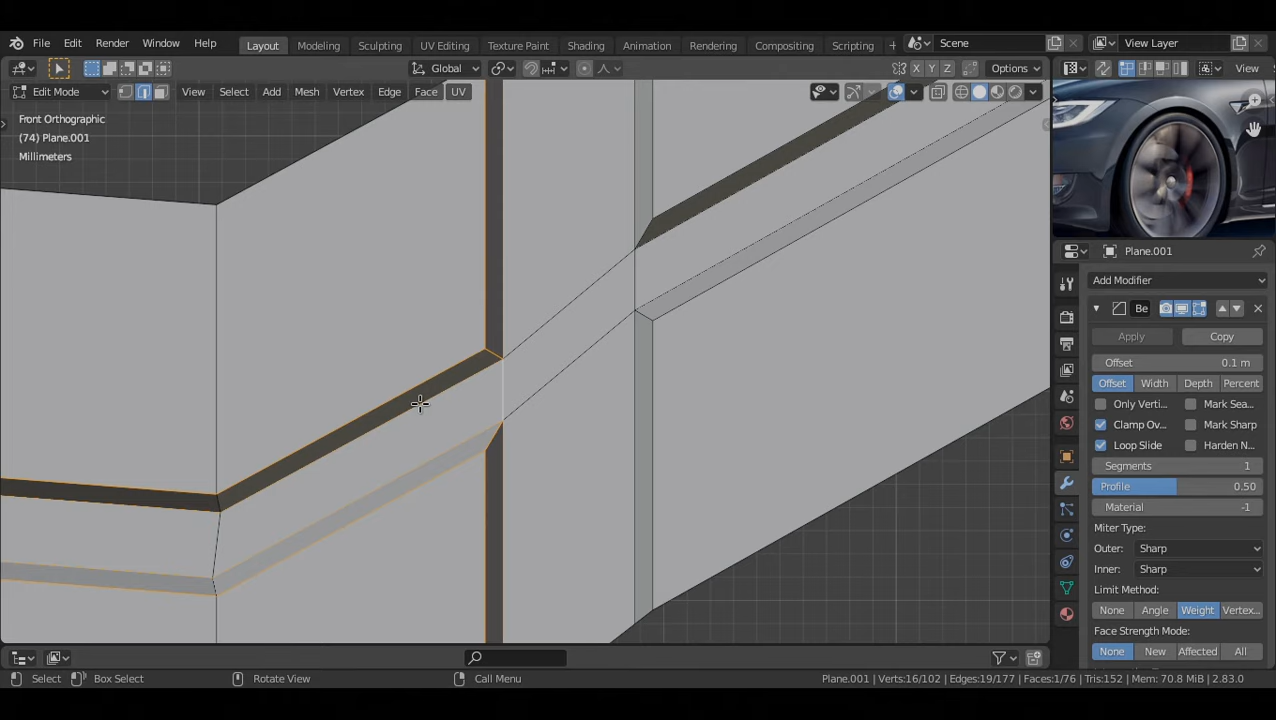 File Edit Render Window Help Layout Modeling Sculpting UV Editing Texture Paint Shading Animation Rendering Compositing Scripting + Scene View Layer
Global X Y Z Options View
Edit Mode View Select Add Mesh Vertex Edge Face UV
Front Orthographic
(74) Plane.001
Millimeters
Plane.001
Add Modifier
Be
Apply Copy
Offset 0.1 m
Offset Width Depth Percent
Only Verti... Mark Sea...
Clamp Ov... Mark Sharp
Loop Slide Harden N...
Segments 1
Profile 0.50
Material -1
Miter Type:
Outer: Sharp
Inner: Sharp
Limit Method:
None Angle Weight Vertex...
Face Strength Mode:
None New Affected All
Select Box Select Rotate View Call Menu Plane.001 | Verts:16/102 | Edges:19/177 | Faces:1/76 | Tris:152 | Mem: 70.8 MiB | 2.83.0